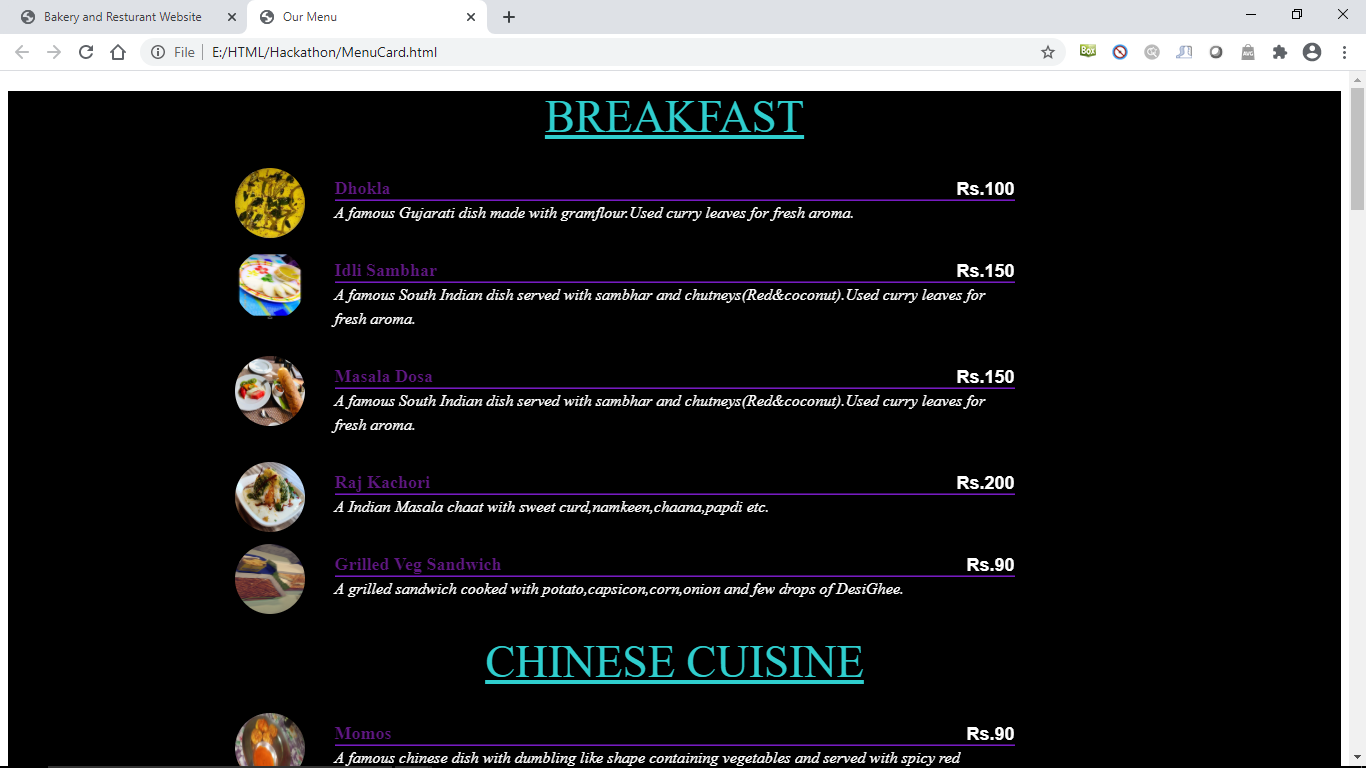 Bakery and Resturant Website
Our Menu
File
E:/HTML/Hackathon/MenuCard.html
Box
AVG
BREAKFAST
Dhokla Rs.100
A famous Gujarati dish made with gramflour.Used curry leaves for fresh aroma.
Idli Sambhar Rs.150
A famous South Indian dish served with sambhar and chutneys(Red&coconut).Used curry leaves for
fresh aroma.
Masala Dosa Rs.150
A famous South Indian dish served with sambhar and chutneys(Red&coconut).Used curry leaves for
fresh aroma.
Raj Kachori Rs.200
A Indian Masala chaat with sweet curd,namkeen,chaana,papdi etc.
Grilled Veg Sandwich Rs.90
A grilled sandwich cooked with potato,capsicon,corn,onion and few drops of DesiGhee.
CHINESE CUISINE
Momos Rs.90
A famous chinese dish with dumbling like shape containing vegetables and served with spicy red